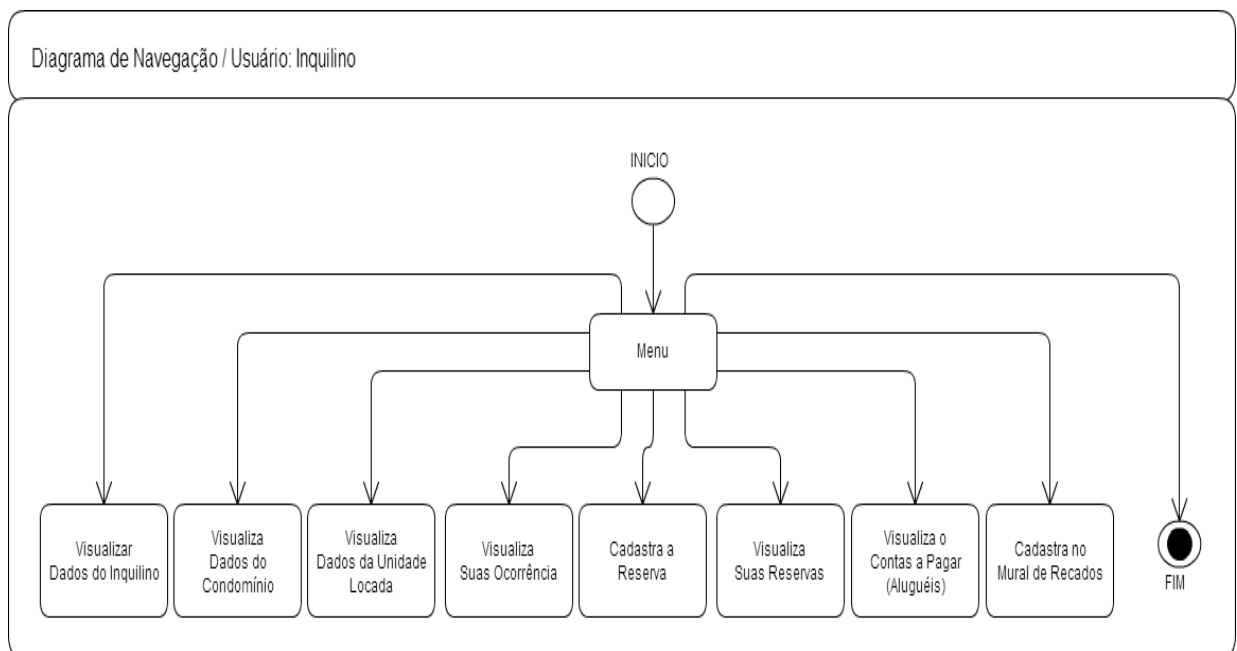 Diagrama de Navegação / Usuário: Inquilino
INICIO
Menu
Visualizar
Dados do Inquilino
Visualiza
Dados do
Condomínio
Visualiza
Dados da Unidade
Locada
Visualiza
Suas Ocorrência
Cadastra a
Reserva
Visualiza
Suas Reservas
Visualiza o
Contas a Pagar
(Aluguéis)
Cadastra no
Mural de Recados
FIM